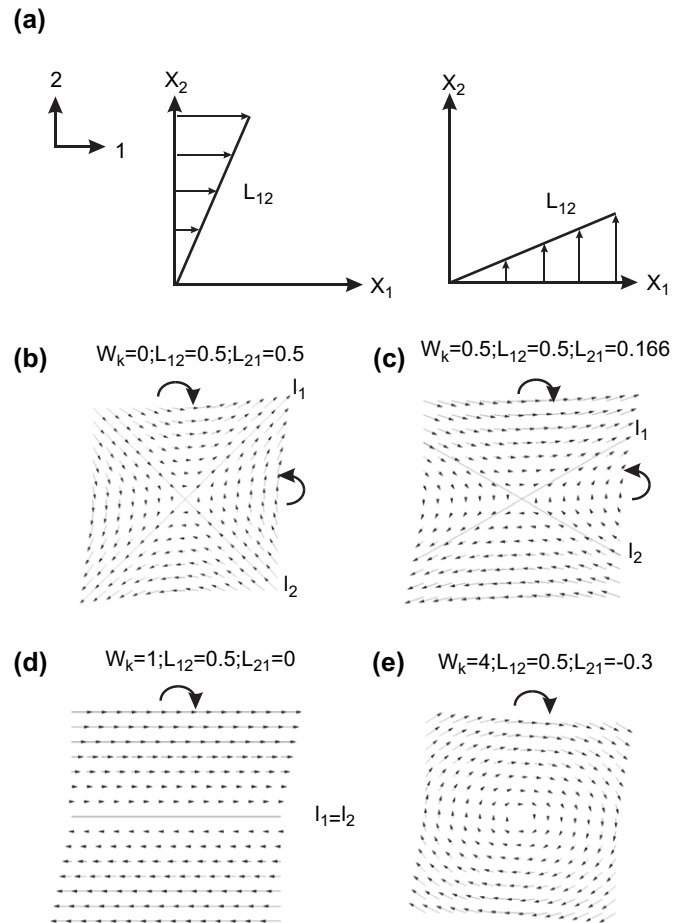 (a)
2
1
X2
L12
X1
X2
L12
X1
(b)
Wk=0;L12=0.5;L21=0.5
l1
l2
(c)
Wk=0.5;L12=0.5;L21=0.166
l1
l2
(d)
Wk=1;L12=0.5;L21=0
l1=l2
(e)
Wk=4;L12=0.5;L21=-0.3